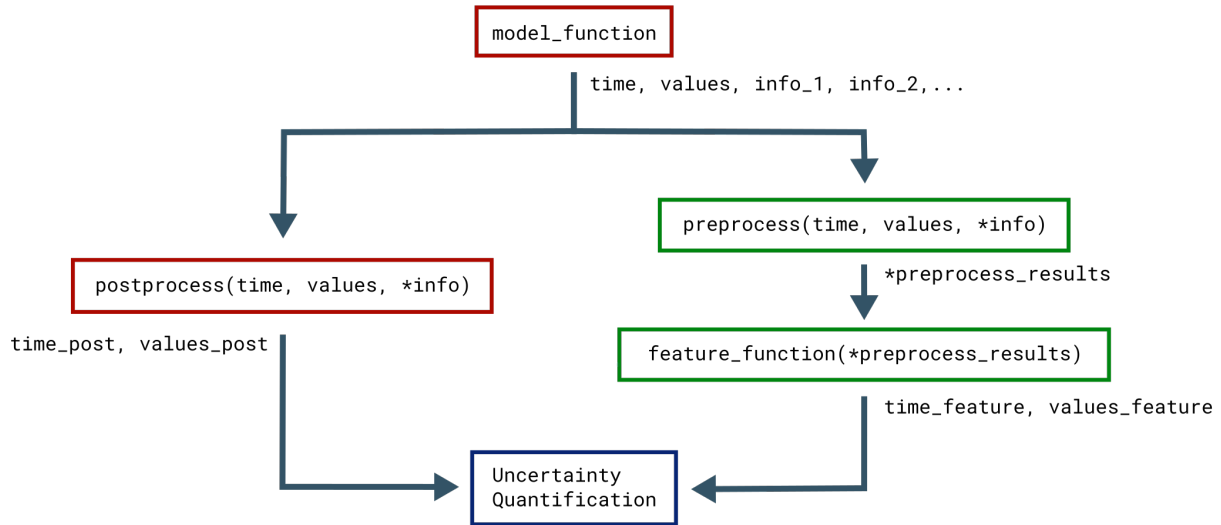 model_function
time, values, info_1, info_2,...
preprocess(time, values, *info)
postprocess(time, values, *info)
*preprocess_results
time_post, values_post
feature_function(*preprocess_results)
time_feature, values_feature
Uncertainty
Quantification